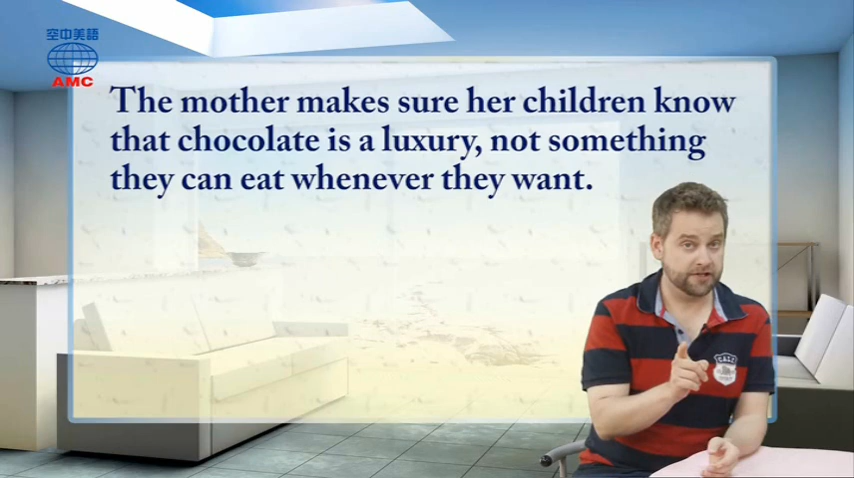 空中美語
AMC
The mother makes sure her children know
that chocolate is a luxury, not something
they can eat whenever they want.